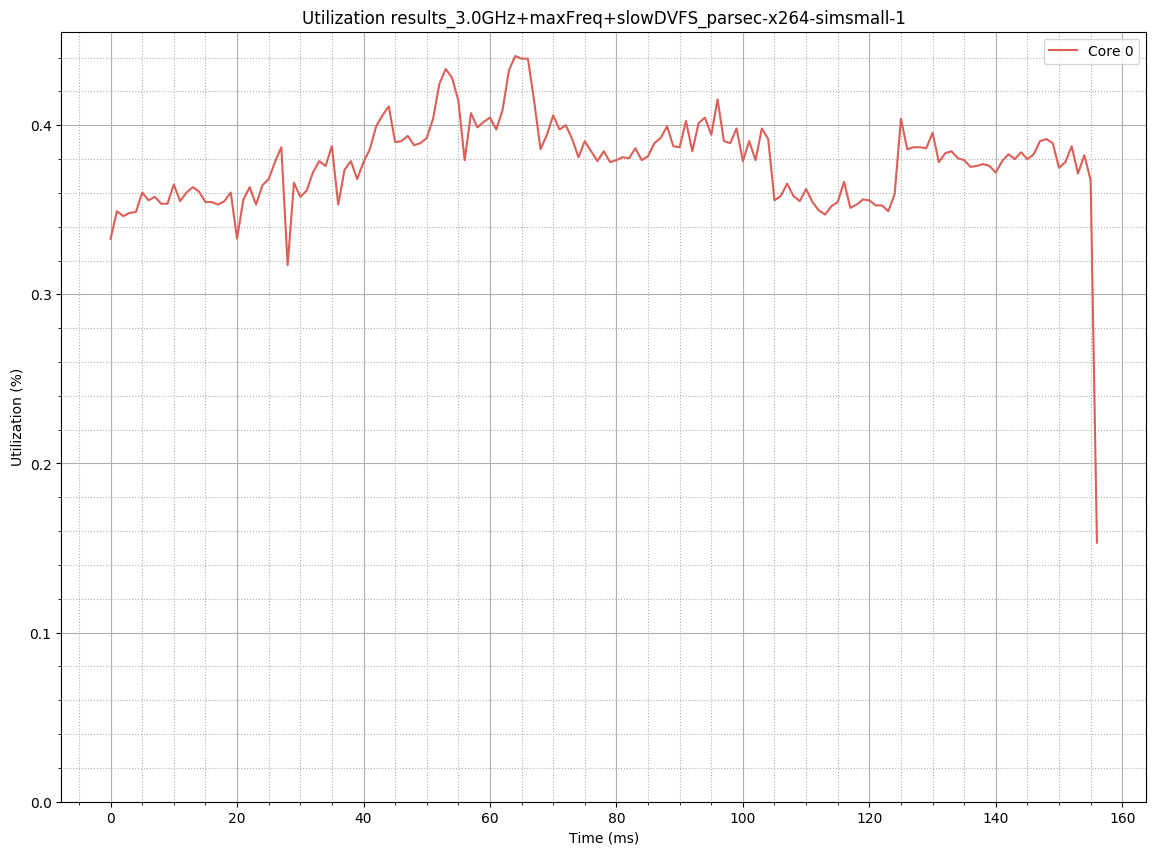 Utilization results_3.0GHz+maxFreq+slowDVFS_parsec-x264-simsmall-1
Core 0
Utilization (%)
0.4
0.3
0.2
0.1
0.0
0 20 40 60 80 100 120 140 160
Time (ms)